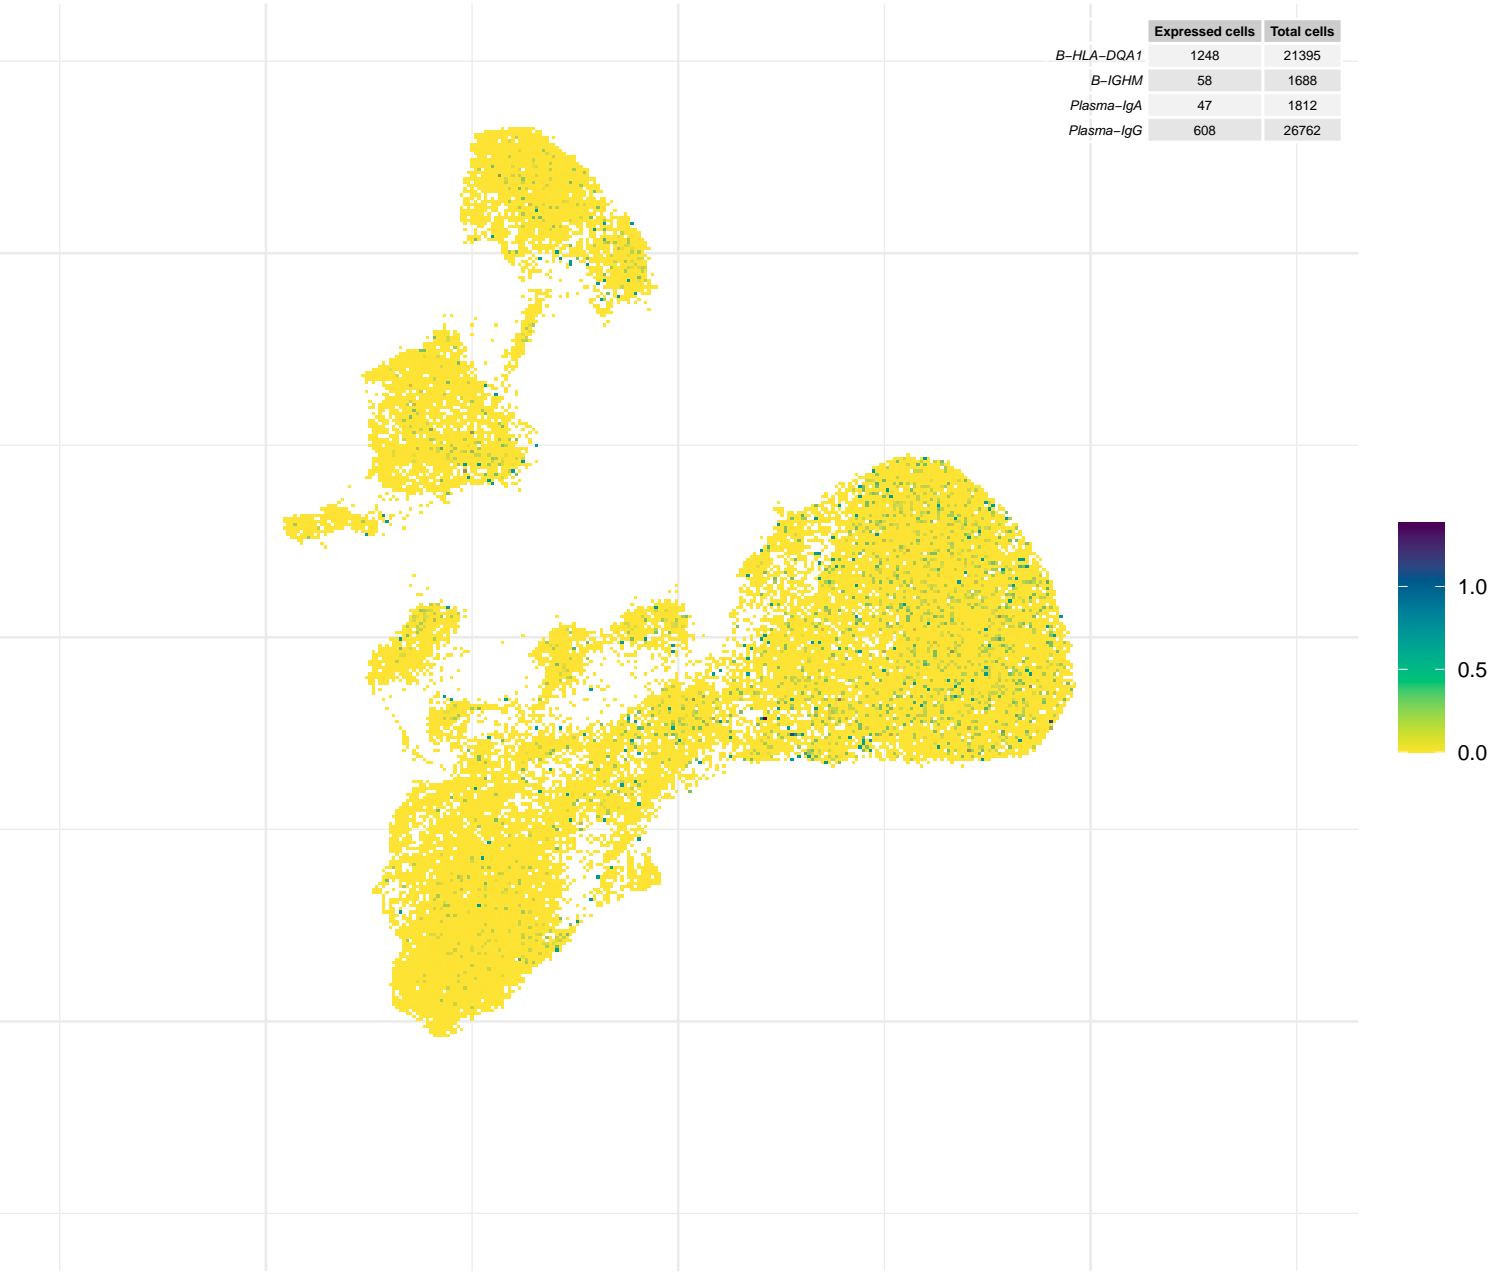 Expressed cells Total cells
B−HLA−DQA1 1248 21395
B−IGHM 58 1688
Plasma−IgA 47 1812
Plasma−IgG 608 26762
1.0
0.5
0.0